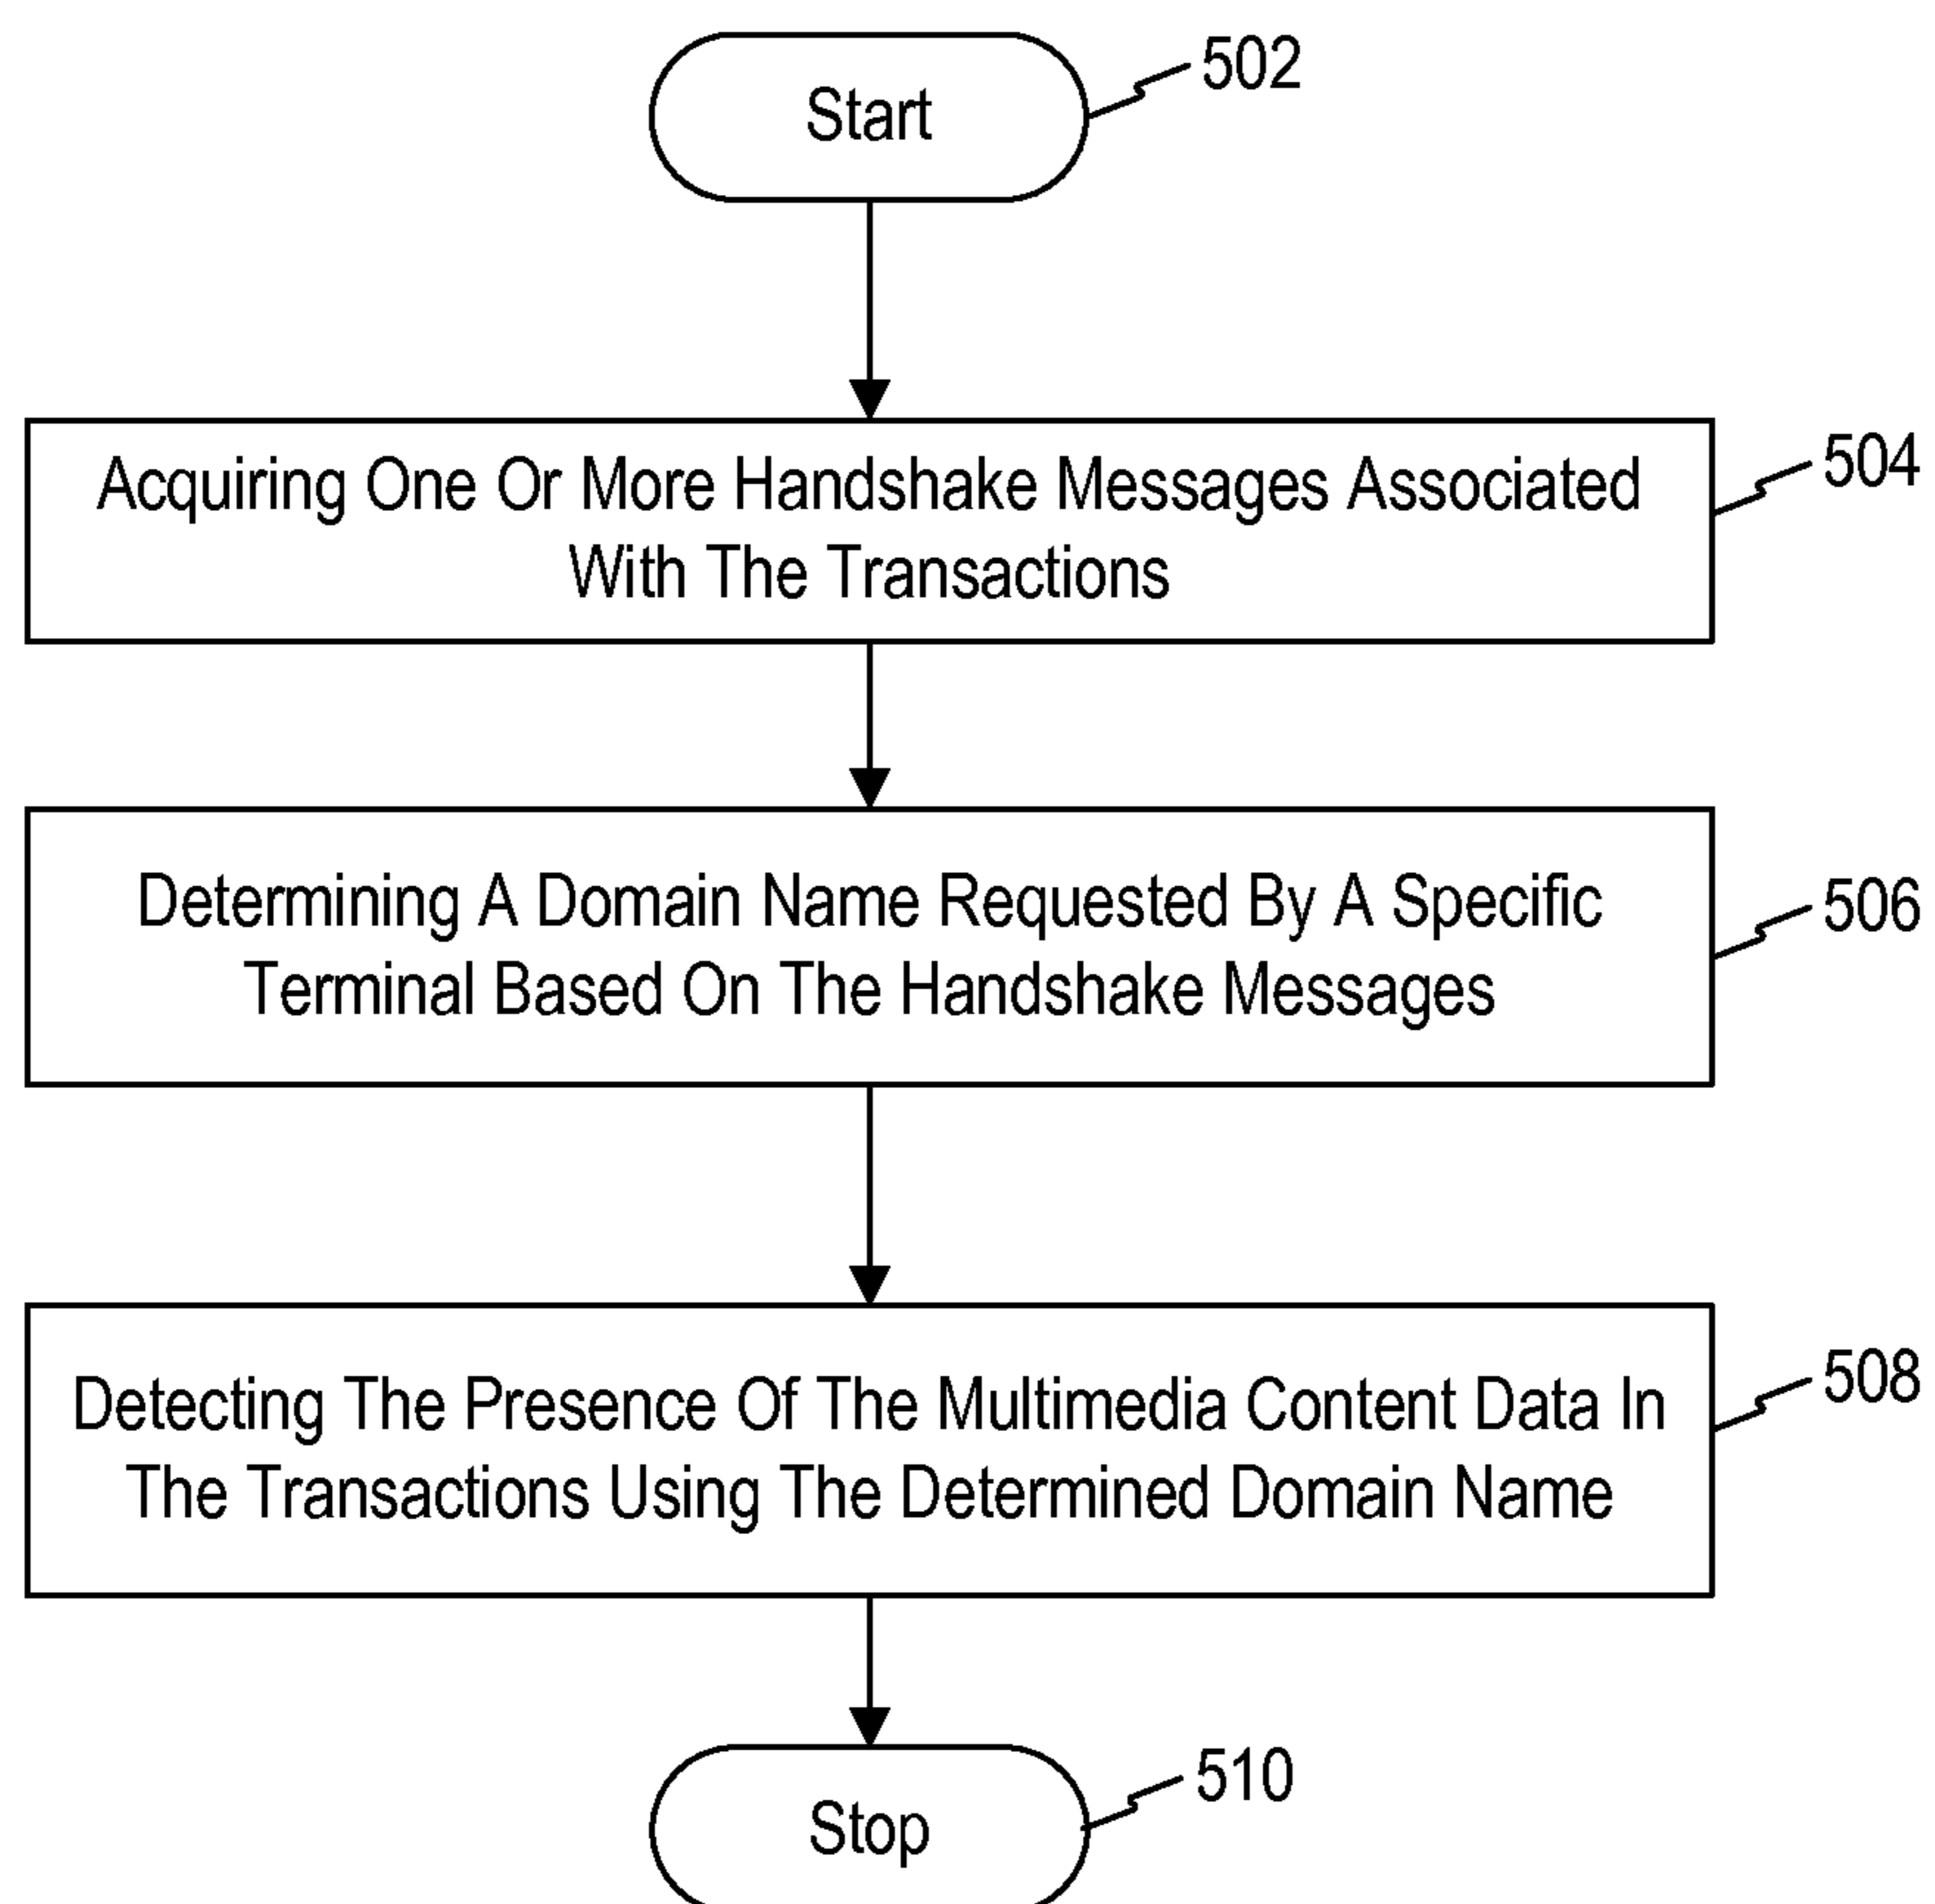 Start
502
Acquiring One Or More Handshake Messages Associated
With The Transactions
504
Determining A Domain Name Requested By A Specific
Terminal Based On The Handshake Messages
506
Detecting The Presence Of The Multimedia Content Data In
The Transactions Using The Determined Domain Name
508
Stop
510